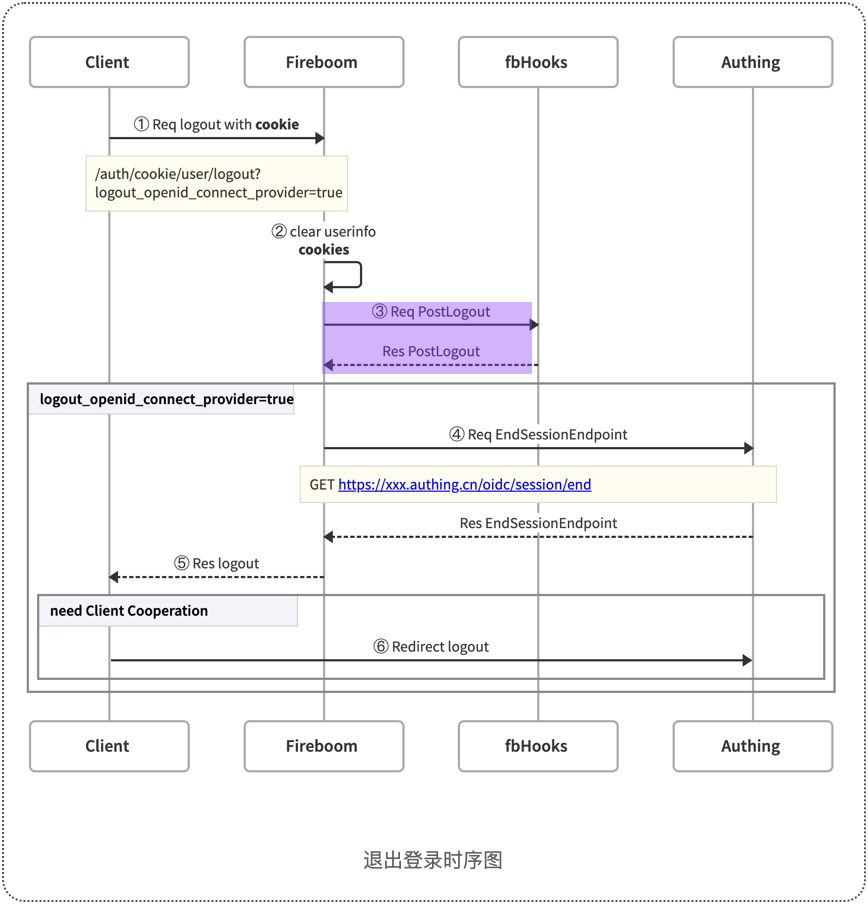 Client
Fireboom
fbHooks
Authing
① Req logout with cookie
/auth/cookie/user/logout?
logout_openid_connect_provider=true
② clear userinfo
cookies
③ Req PostLogout
Res PostLogout
logout_openid_connect_provider=true
④ Req EndSessionEndpoint
GET https://xxx.authing.cn/oidc/session/end
Res EndSessionEndpoint
⑤ Res logout
need Client Cooperation
⑥ Redirect logout
Client
Fireboom
fbHooks
Authing
退出登录时序图